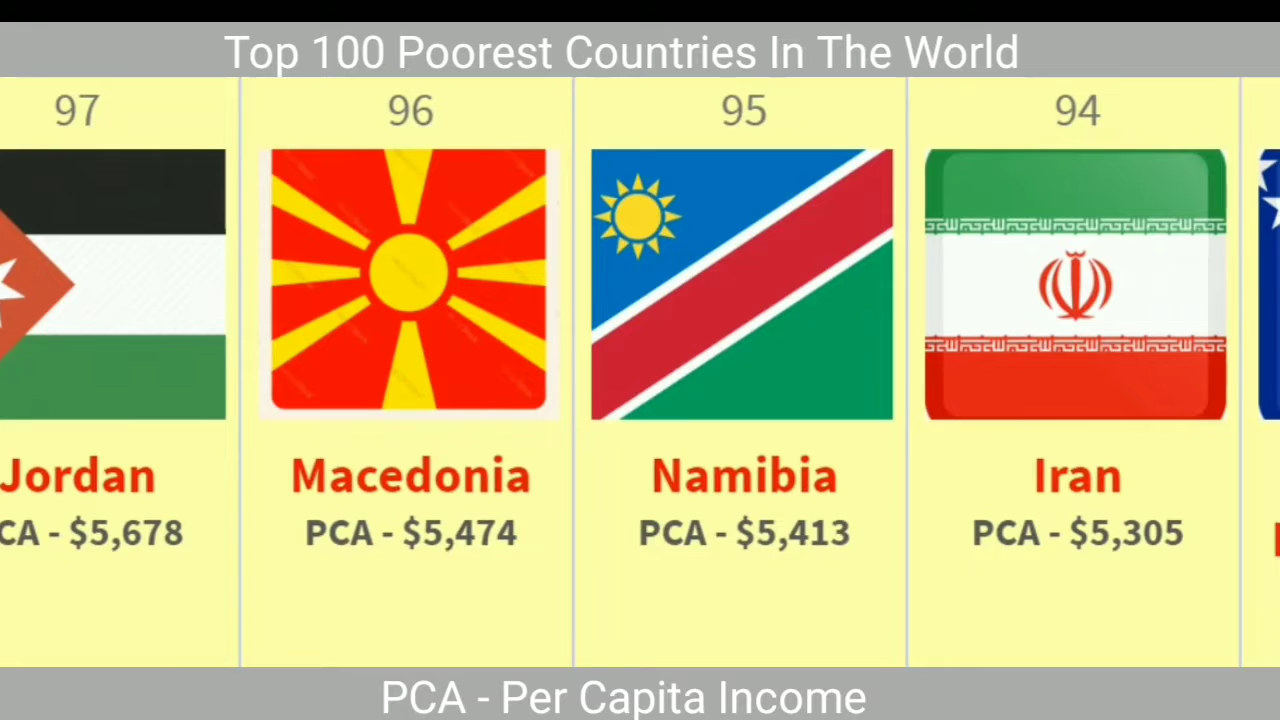 Top 100 Poorest Countries In The World
97 96 95 94
Jordan Macedonia Namibia Iran
CA - $5,678 PCA - $5,474 PCA - $5,413 PCA - $5,305
PCA - Per Capita Income